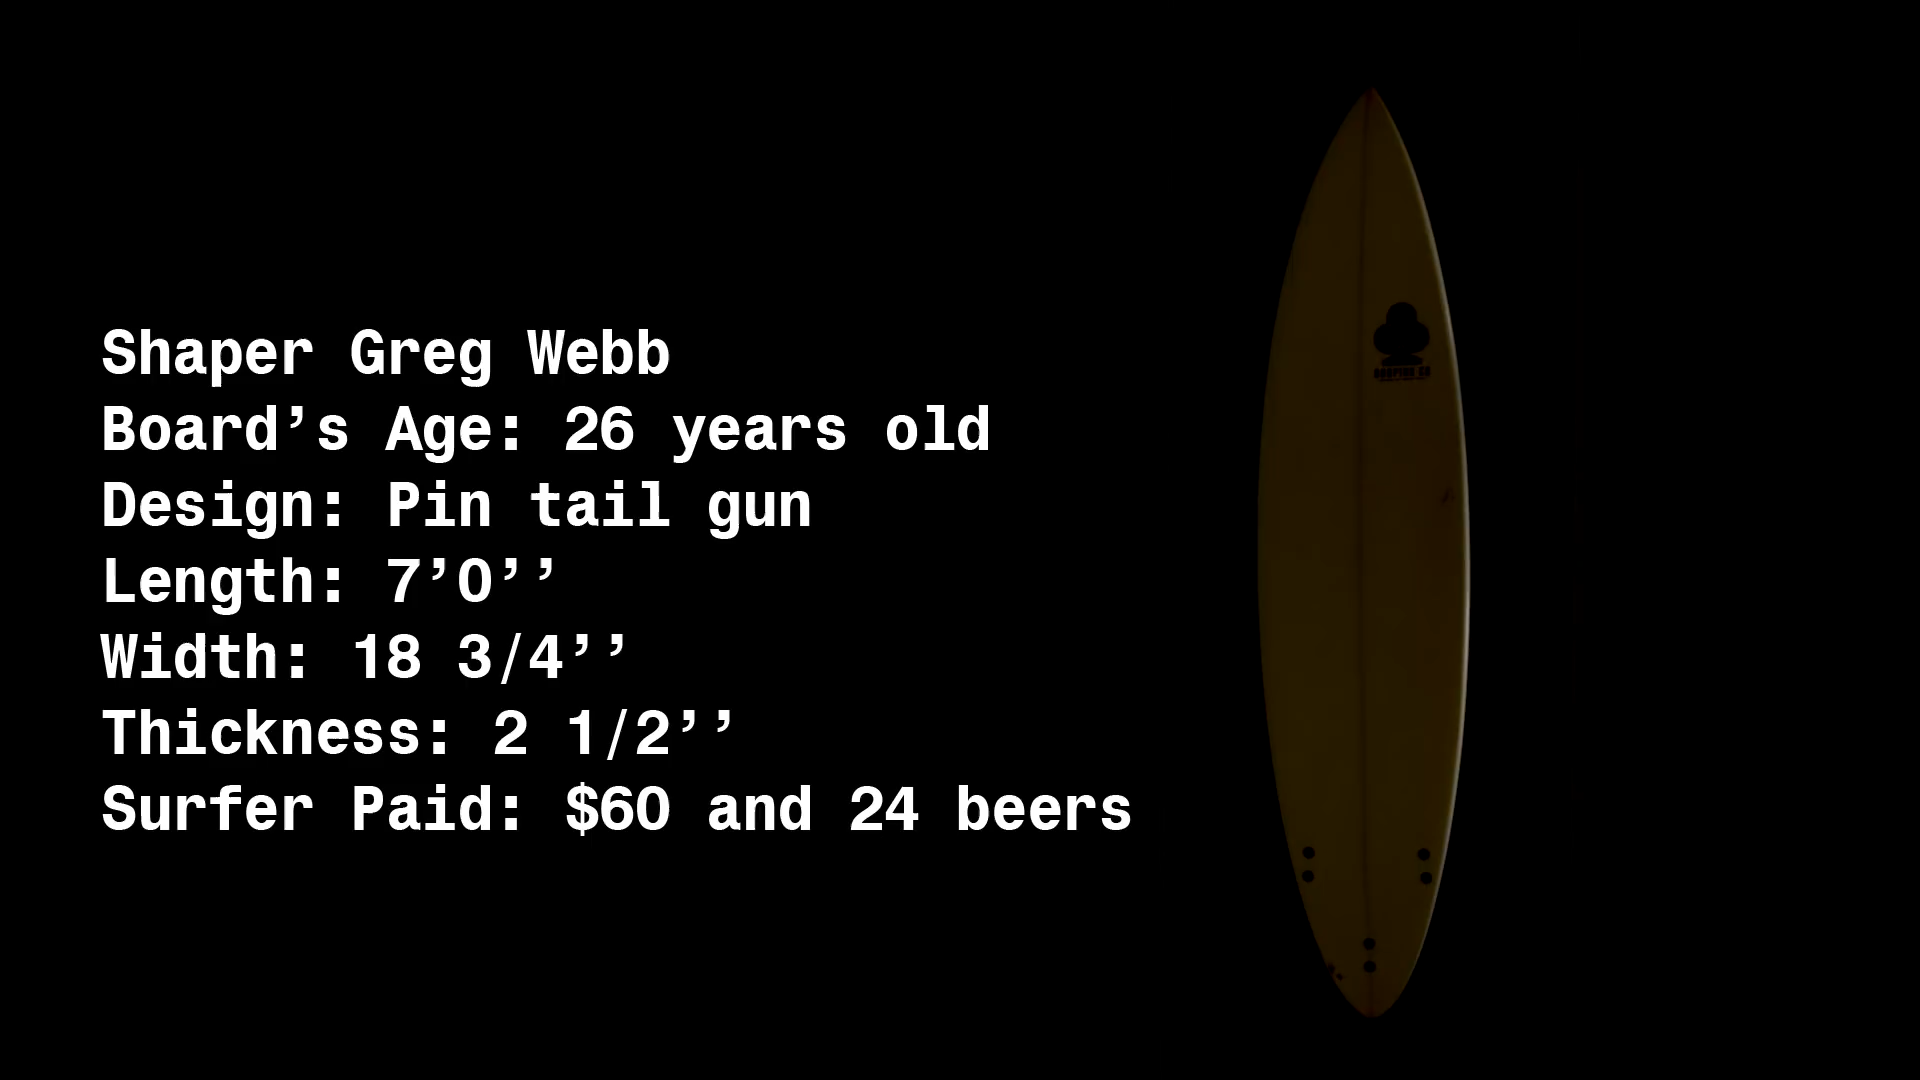 Shaper Greg Webb
Board’s Age: 26 years old
Design: Pin tail gun
Length: 7’0’’
Width: 18 3/4’’
Thickness: 2 1/2’’
Surfer Paid: $60 and 24 beers